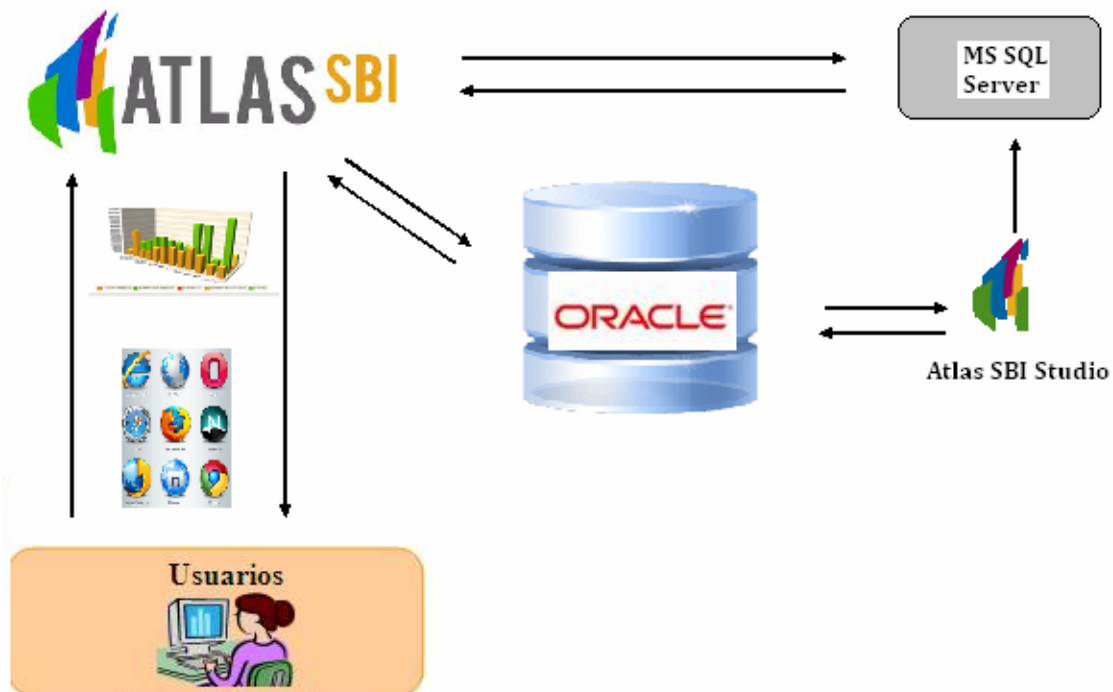 ATLAS SBI
MS SQL
Server
ORACLE
Atlas SBI Studio
Usuarios